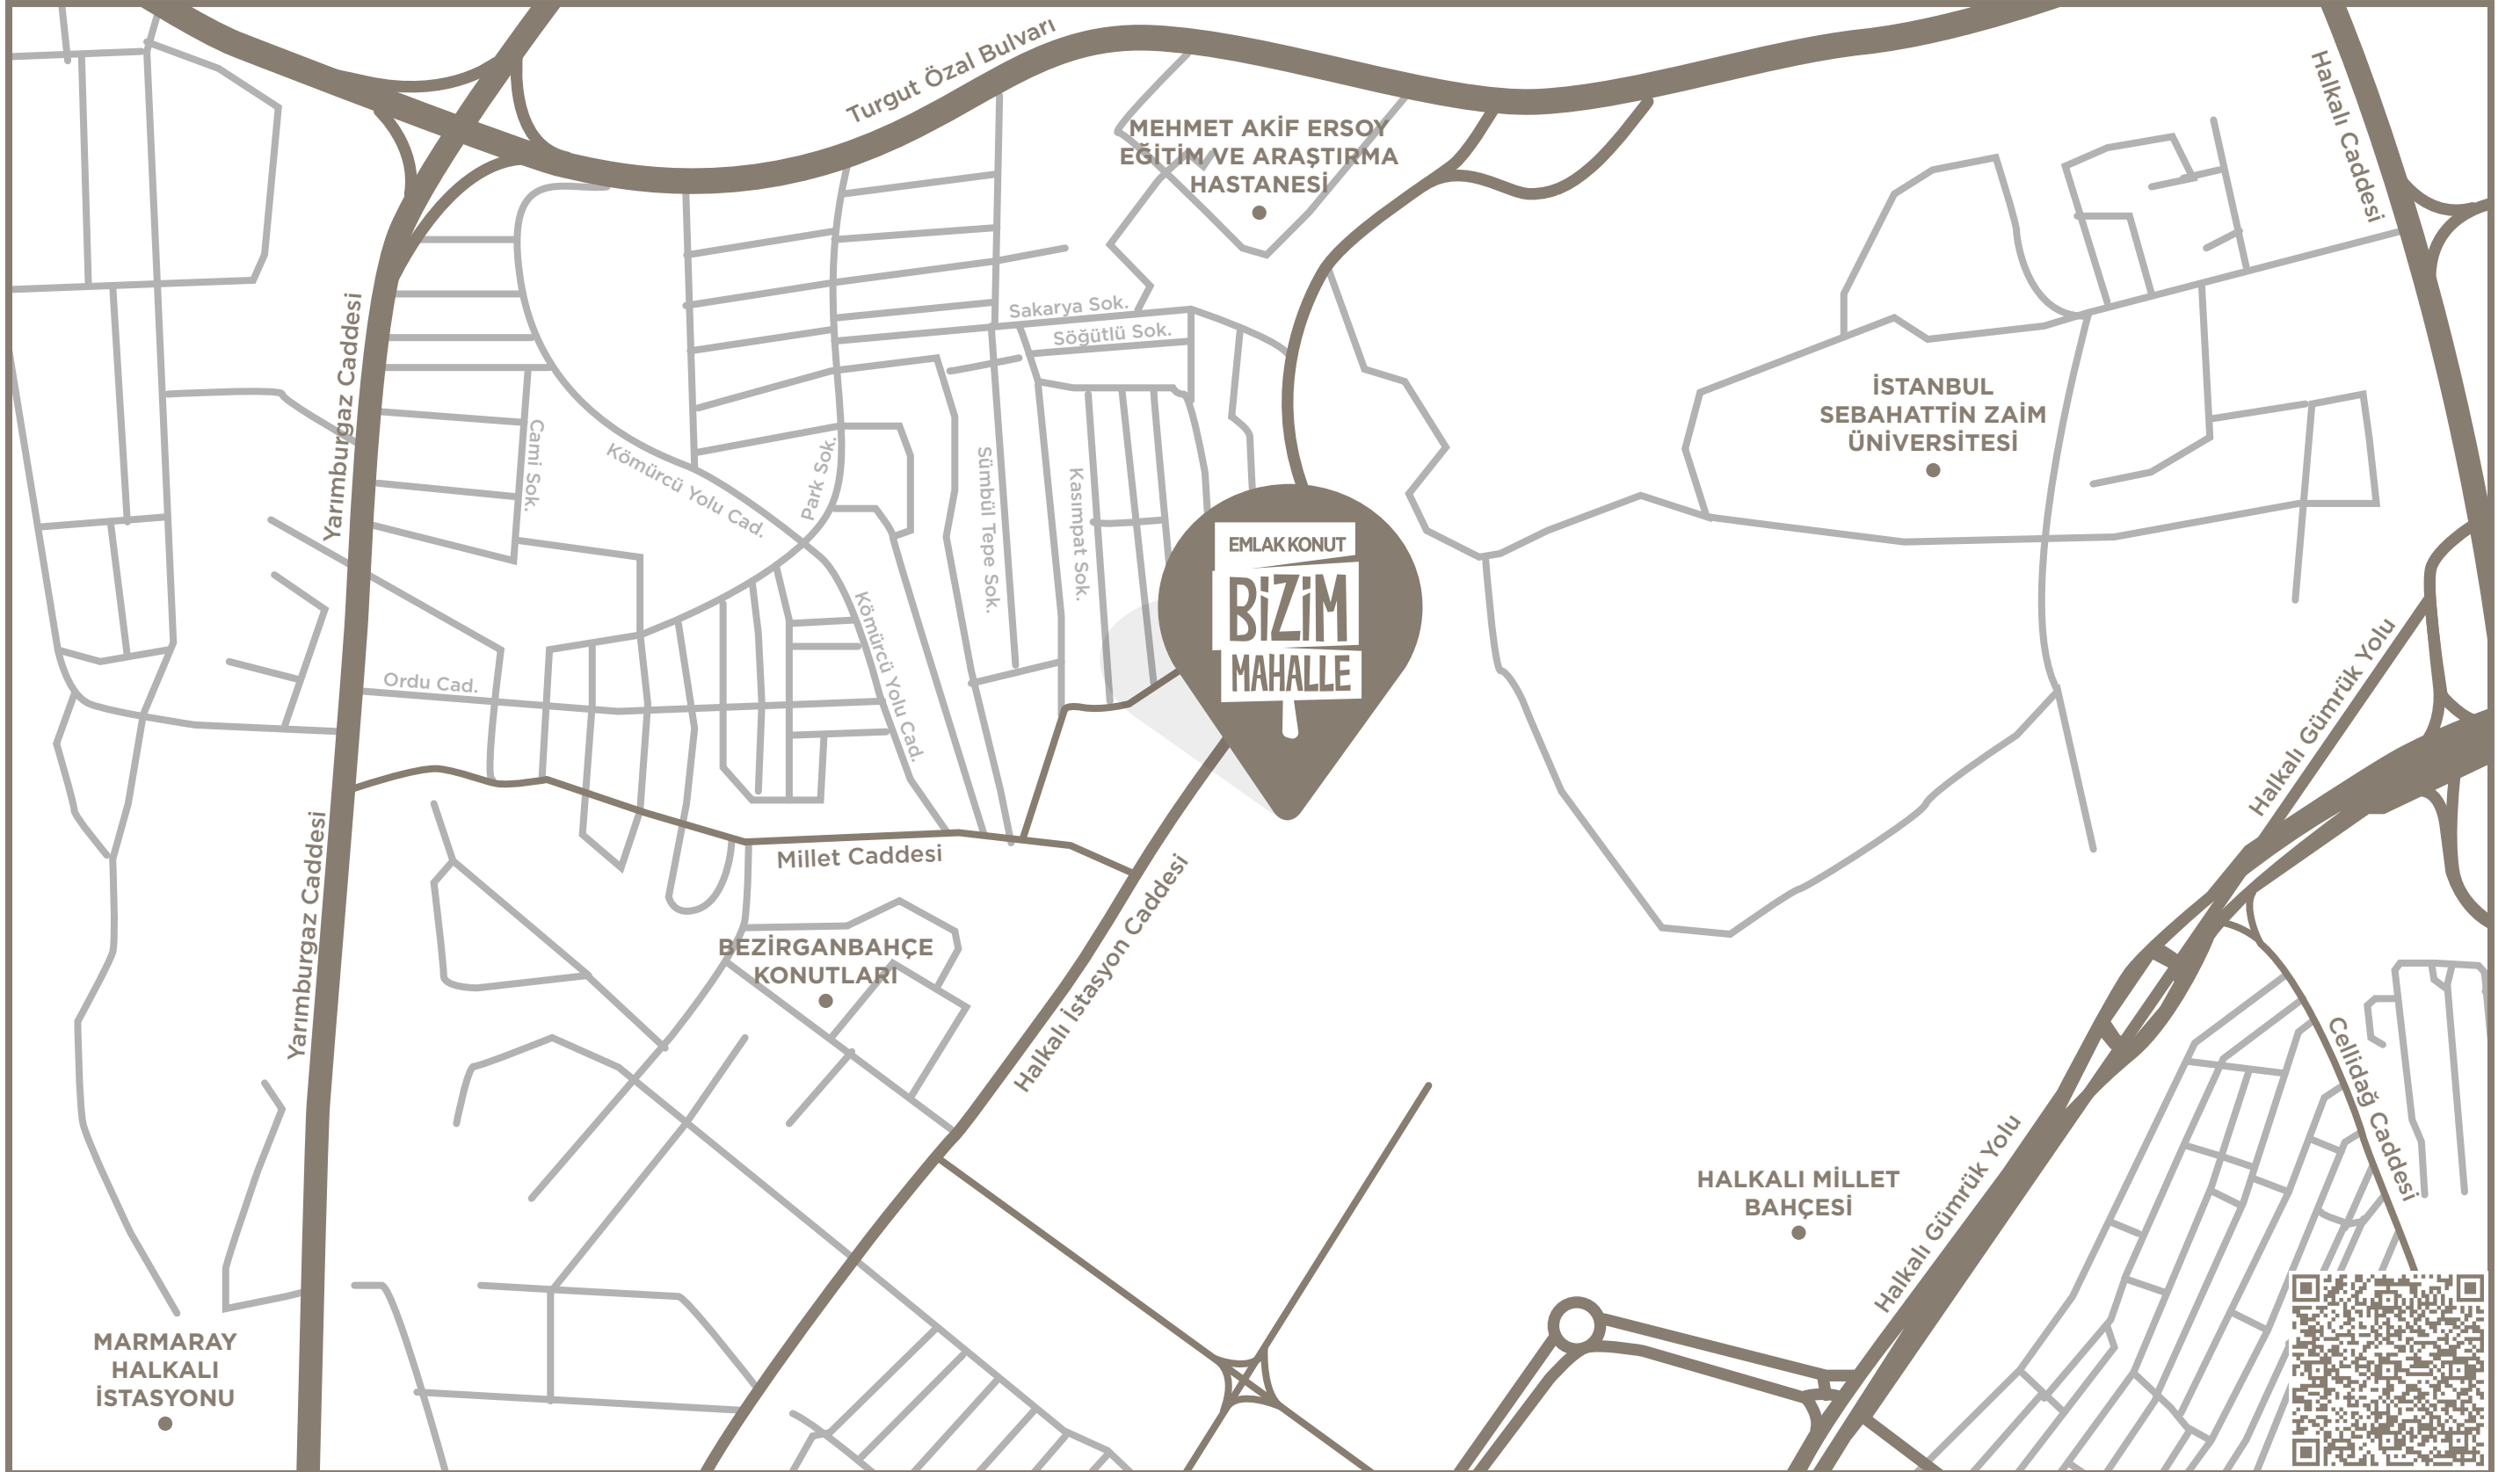 Turgut Özal Bulvarı
Halkalı Caddesi
MEHMET AKİF ERSOY
EĞİTİM VE ARAŞTIRMA
HASTANESİ
Yarımburgaz Caddesi
Sakarya Sok.
Söğütlü Sok.
İSTANBUL
SEBAHATTİN ZAİM
ÜNİVERSİTESİ
Cami Sok.
Kömürcü Yolu Cad.
Park Sok.
Sümbül Tepe Sok.
Kasımpat Sok.
EMLAK KONUT
BİZİM
MAHALLE
Kömürcü Yolu Cad.
Ordu Cad.
Halkalı Gümrük Yolu
Yarımburgaz Caddesi
Millet Caddesi
Halkalı İstasyon Caddesi
BEZİRGANBAHÇE
KONUTLARI
Cellidağ Caddesi
HALKALI MİLLET
BAHÇESİ
Halkalı Gümrük Yolu
MARMARAY
HALKALI
İSTASYONU